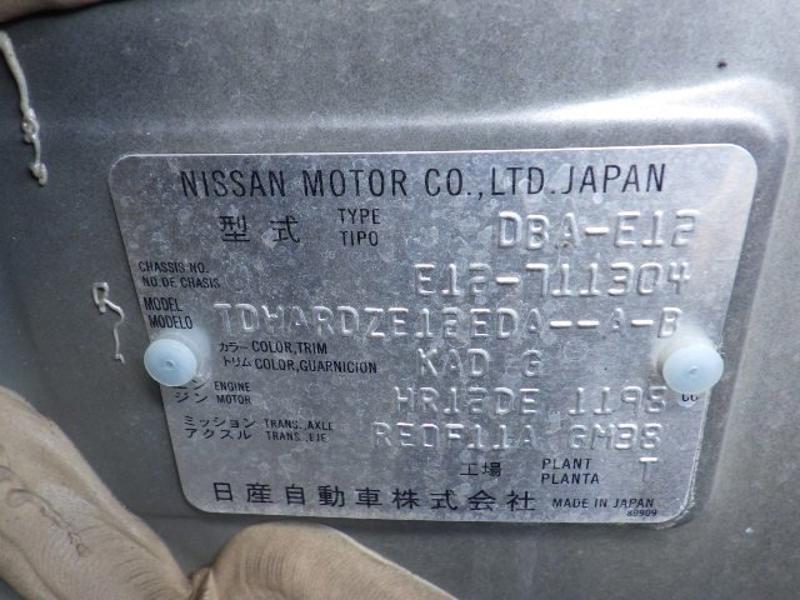 NISSAN MOTOR CO.,LTD.JAPAN
型式 TYPE TIPO DBA-E12
CHASSIS NO. NO.DE CHASIS E12-711304
MODEL MODELO TDHARDZE12EDA--A-B
カラー COLOR,TRIM
トリム COLOR,GUARNICION KAD G
ENGINE
ジン MOTOR HR12DE 1198 CC
ミッション TRANS.,AXLE
アクスル TRANS.,EJE RE0F11A GM38
工場 PLANT PLANTA T
日産自動車株式会社 MADE IN JAPAN